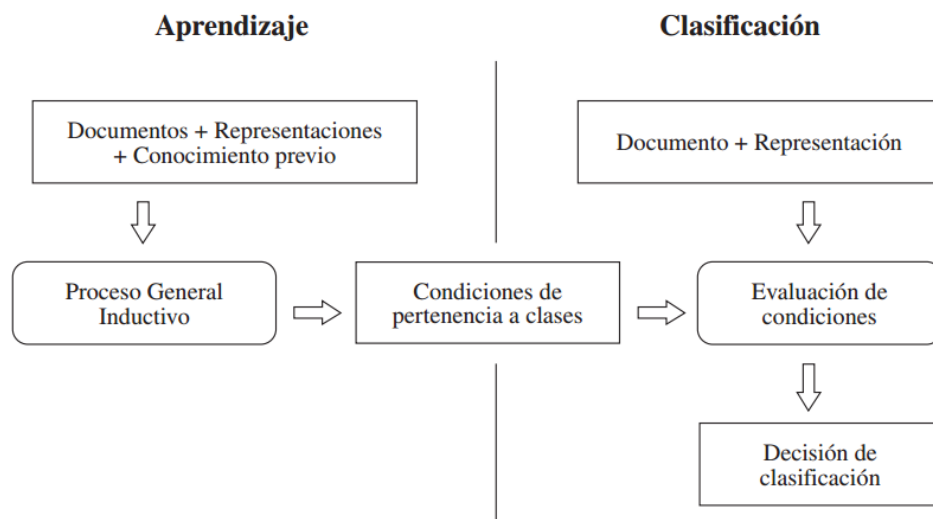 Aprendizaje
Clasificación
Documentos + Representaciones
+ Conocimiento previo
Documento + Representación
Proceso General
Inductivo
Condiciones de
pertenencia a clases
Evaluación de
condiciones
Decisión de
clasificación